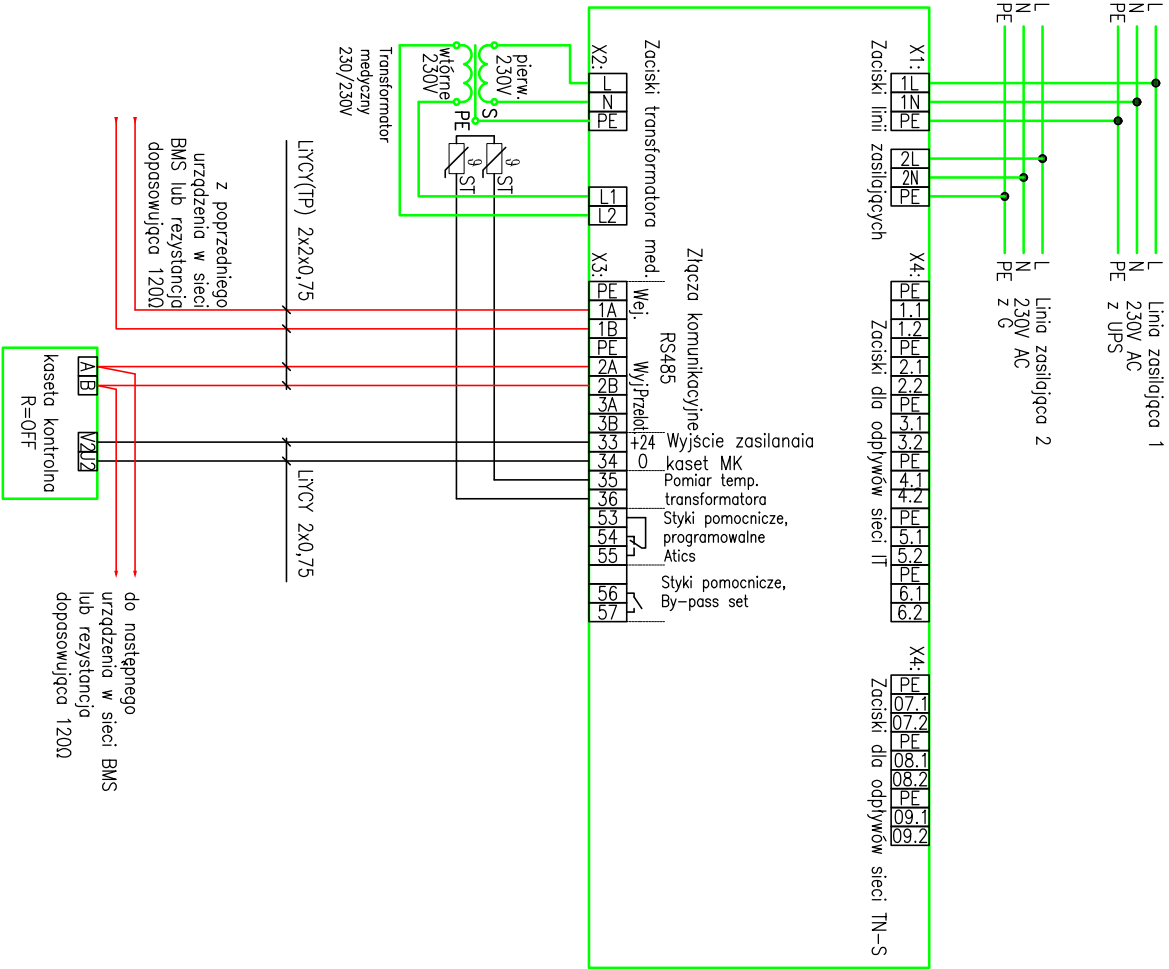 L
N
PE
L
N
PE
L
N
PE
Linia zasilająca 1
230V AC
z UPS
L
N
PE
Linia zasilająca 2
230V AC
z G
X1:
1L
1N
PE
2L
2N
PE
Zaciski linii zasilających
X4:
PE
1.1
1.2
PE
2.1
2.2
PE
3.1
3.2
PE
4.1
4.2
PE
5.1
5.2
PE
6.1
6.2
Zaciski dla odpływów sieci IT
X4:
PE
07.1
07.2
PE
08.1
08.2
PE
09.1
09.2
Zaciski dla odpływów sieci TN-S
Zaciski transformatora med.
X2:
L
N
PE
L1
L2
pierw.
230V
wtórne
230V
S
PE
Transformator
medyczny
230/230V
ϑ
ST
ϑ
ST
Złącza komunikacyjne
RS485
Wej.
Wyj.
Przelot
X3:
PE
1A
1B
PE
2A
2B
3A
3B
33
34
35
36
53
54
55
56
57
+24
0
Wyjście zasilanaia
kaset MK
Pomiar temp.
transformatora
Styki pomocnicze,
programowalne
Atics
Styki pomocnicze,
By-pass set
LiYCY(TP) 2x2x0,75
LiYCY 2x0,75
z poprzedniego
urządzenia w sieci
BMS lub rezystancja
dopasowująca 120Ω
A
B
V2
U2
kaseta kontrolna
R=OFF
do następnego
urządzenia w sieci BMS
lub rezystancja
dopasowująca 120Ω